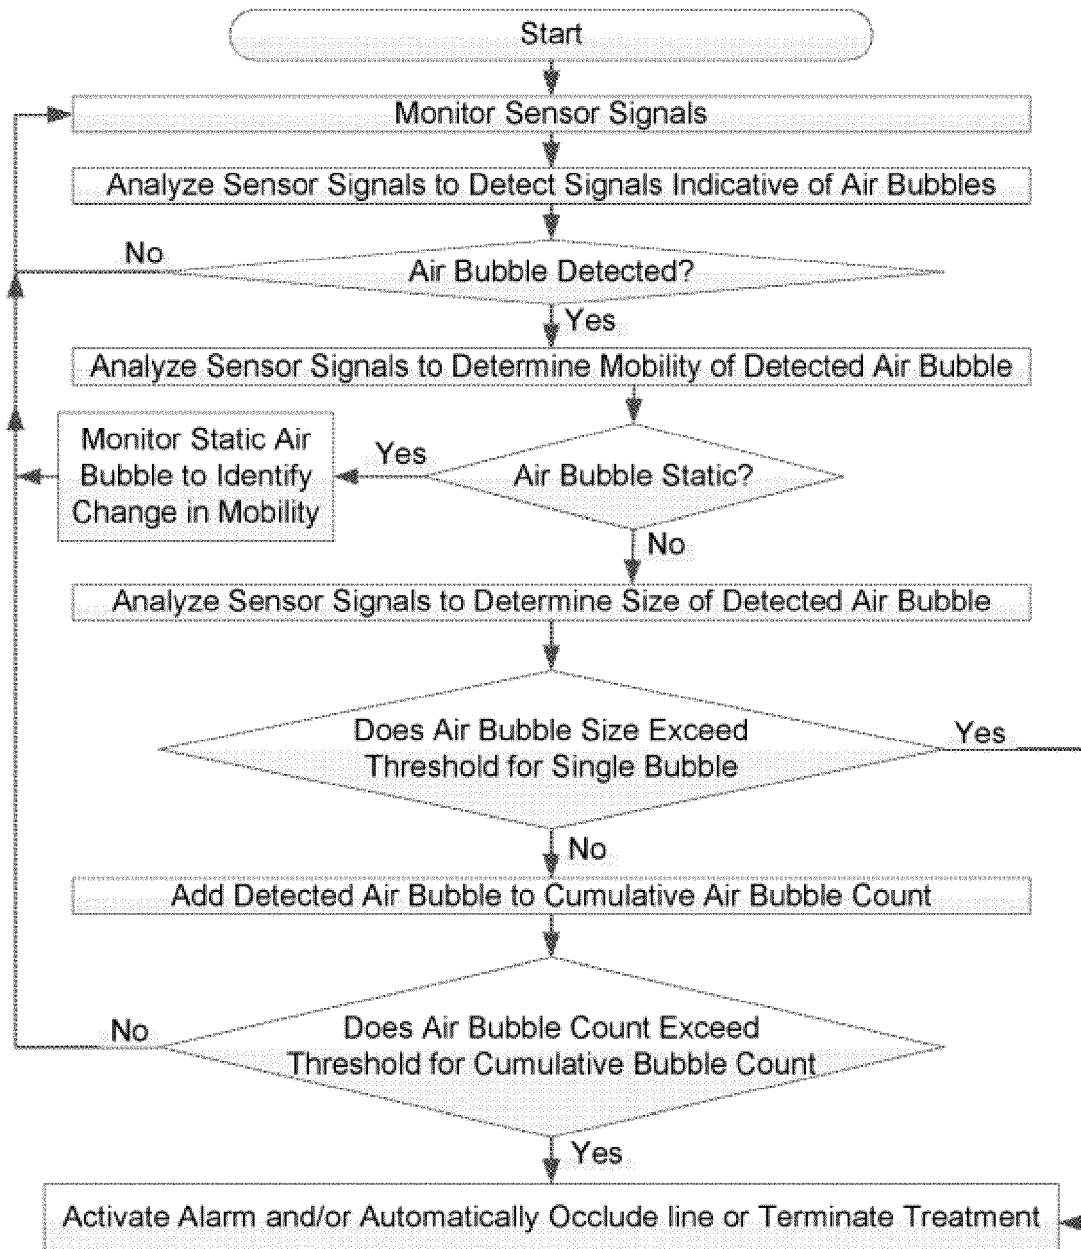 Start
Monitor Sensor Signals
Analyze Sensor Signals to Detect Signals Indicative of Air Bubbles
No
Air Bubble Detected?
Yes
Analyze Sensor Signals to Determine Mobility of Detected Air Bubble
Monitor Static Air
Bubble to Identify
Change in Mobility
Yes
Air Bubble Static?
No
Analyze Sensor Signals to Determine Size of Detected Air Bubble
Does Air Bubble Size Exceed
Threshold for Single Bubble
Yes
No
Add Detected Air Bubble to Cumulative Air Bubble Count
No
Does Air Bubble Count Exceed
Threshold for Cumulative Bubble Count
Yes
Activate Alarm and/or Automatically Occlude line or Terminate Treatment